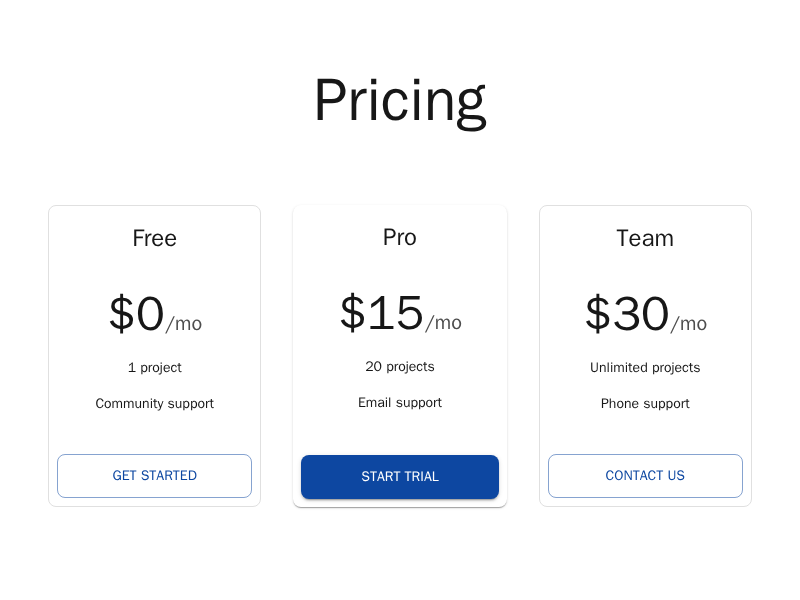 Pricing
Free
$0/mo
1 project
Community support
GET STARTED
Pro
$15/mo
20 projects
Email support
START TRIAL
Team
$30/mo
Unlimited projects
Phone support
CONTACT US